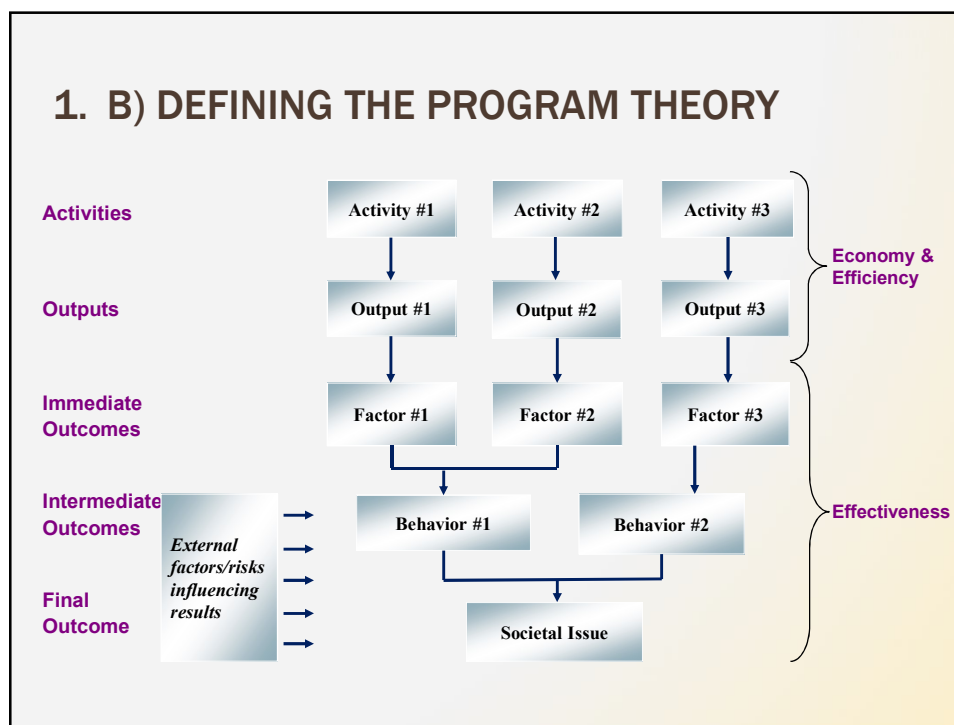 1. B) DEFINING THE PROGRAM THEORY
Activities
Activity #1
Activity #2
Activity #3
Economy &
Efficiency
Outputs
Output #1
Output #2
Output #3
Immediate
Outcomes
Factor #1
Factor #2
Factor #3
Intermediate
Outcomes
Behavior #1
Behavior #2
Effectiveness
External
factors/risks
influencing
results
Final
Outcome
Societal Issue